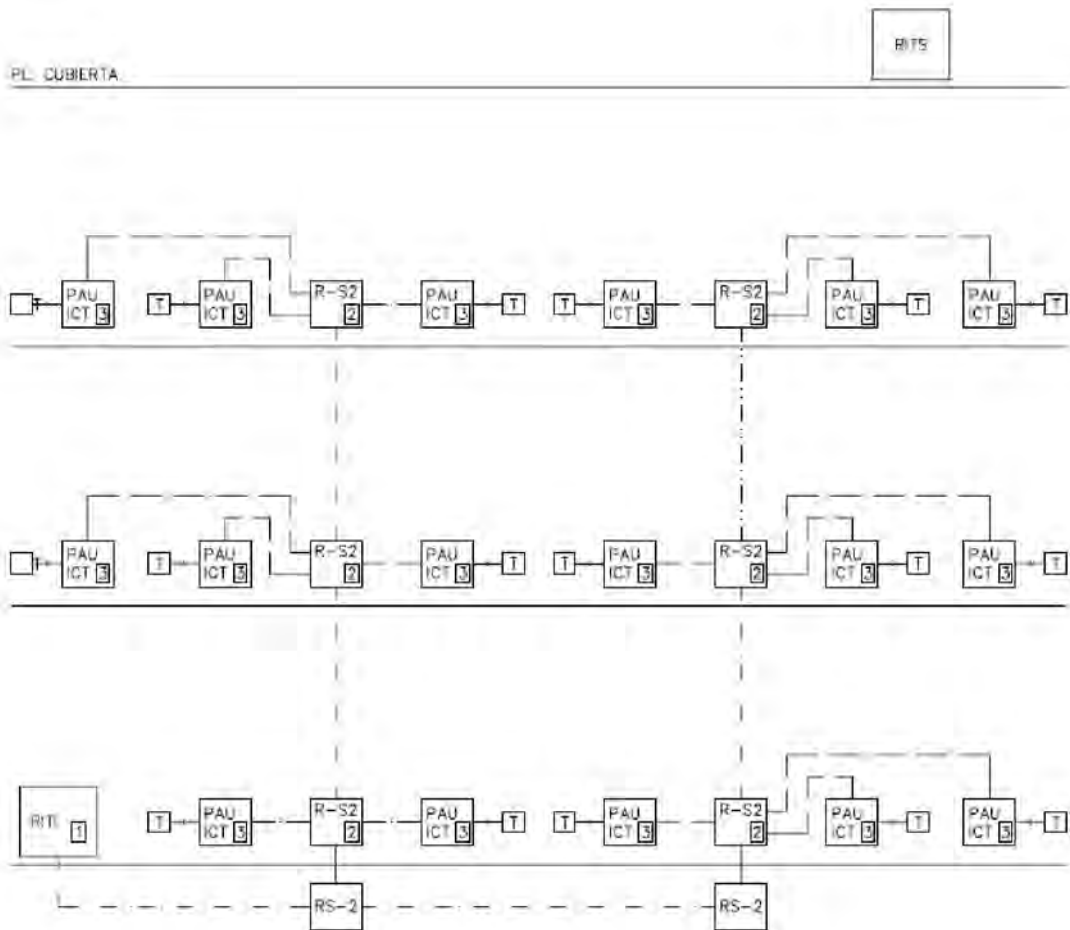 RITS
PL. CUBIERTA
R-S2
R-S2
PAU
ICT 3
PAU
ICT 3
2
PAU
ICT 3
PAU
ICT 3
2
PAU
ICT 3
PAU
ICT 3
T
T
T
T
T
T
R-S2
R-S2
PAU
ICT 3
PAU
ICT 3
2
PAU
ICT 3
PAU
ICT 3
2
PAU
ICT 3
PAU
ICT 3
T
T
T
T
T
T
R-S2
R-S2
RITI 1
PAU
ICT 3
2
PAU
ICT 3
PAU
ICT 3
2
PAU
ICT 3
PAU
ICT 3
T
T
T
T
T
RS-2
RS-2